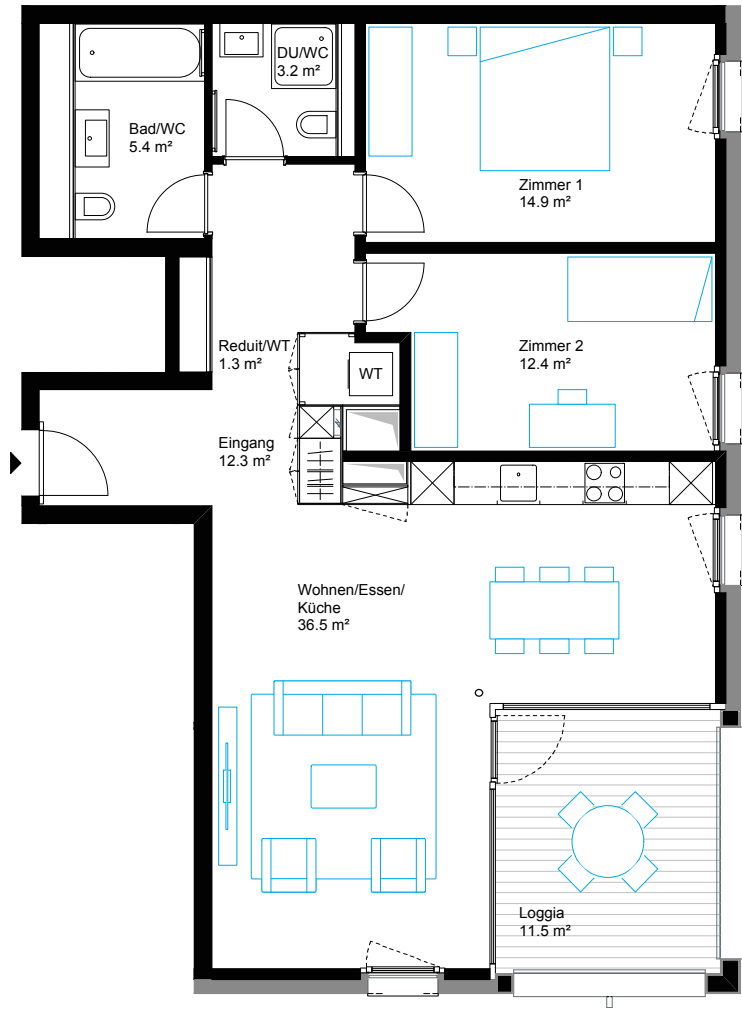 DU/WC
3.2 m²
Bad/WC
5.4 m²
Zimmer 1
14.9 m²
Reduit/WT
1.3 m²
WT
Zimmer 2
12.4 m²
Eingang
12.3 m²
Wohnen/Essen/
Küche
36.5 m²
Loggia
11.5 m²